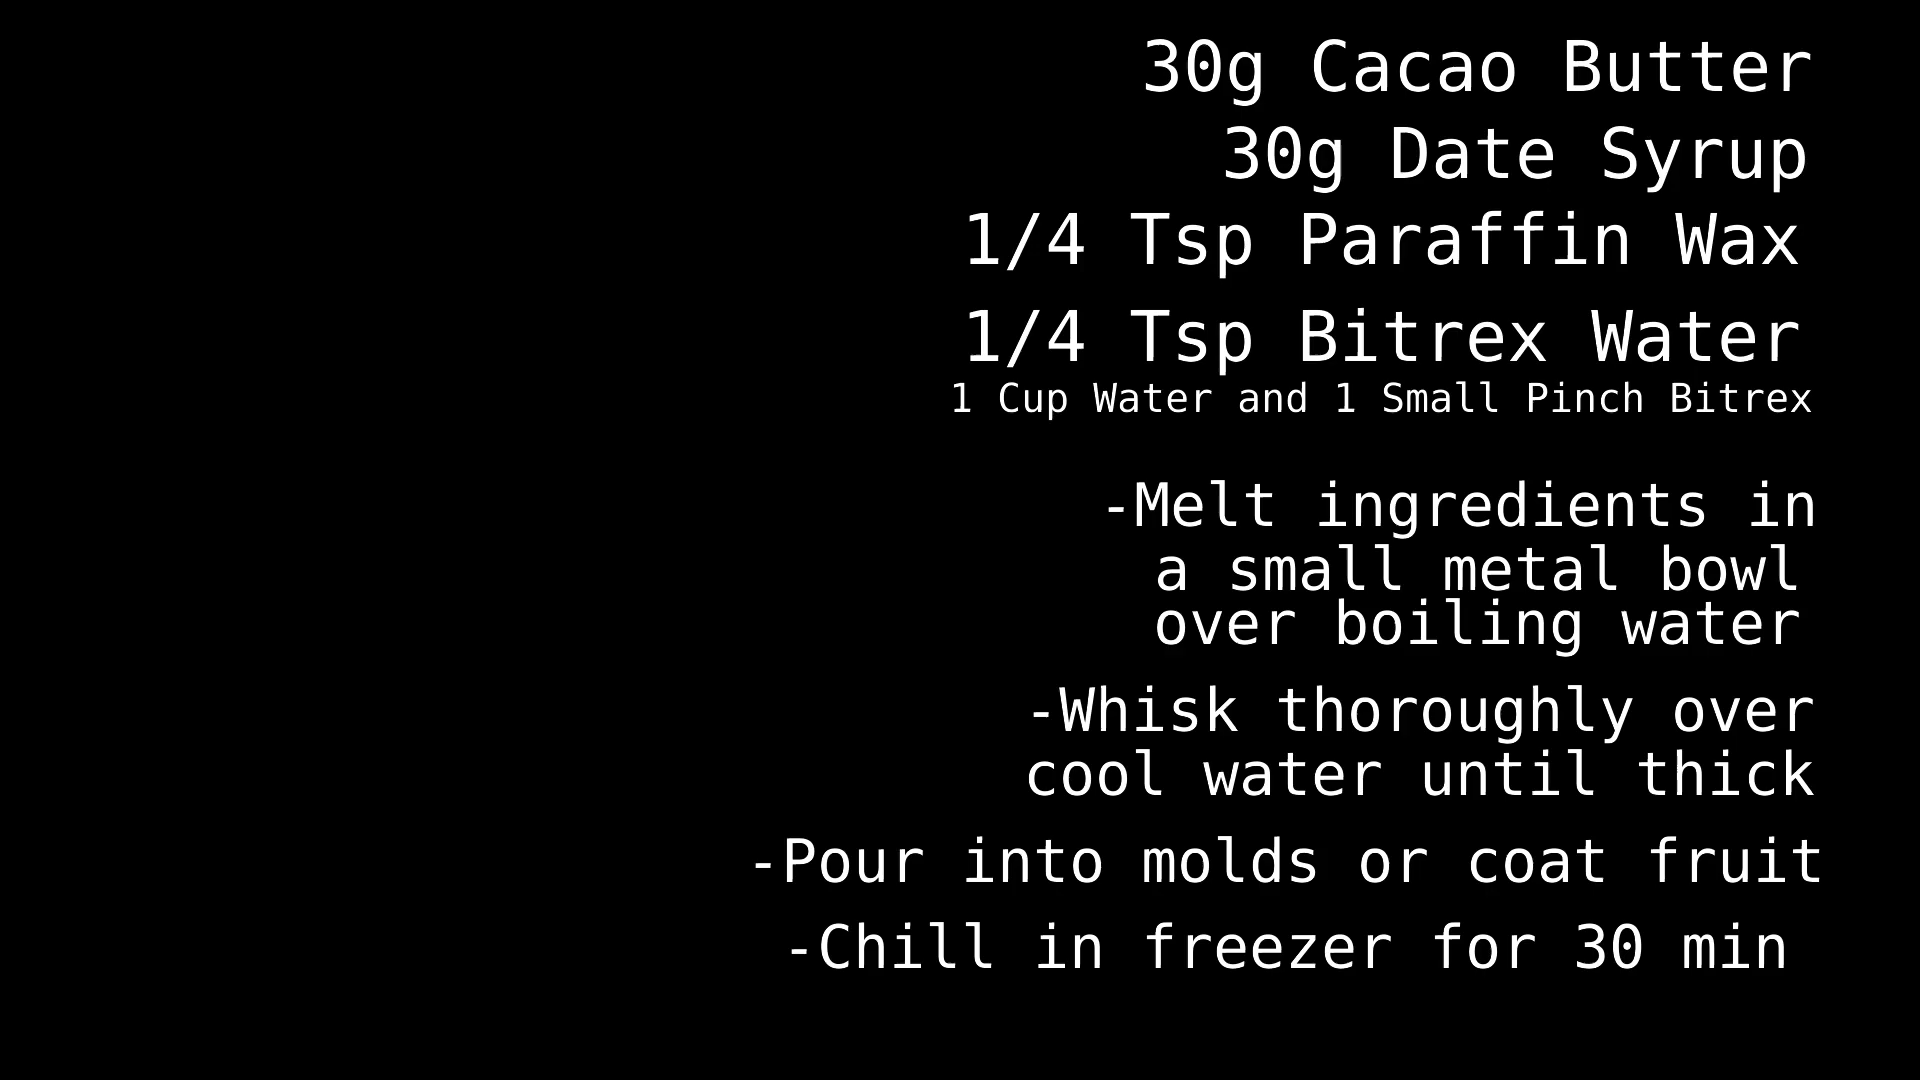 30g Cacao Butter
30g Date Syrup
1/4 Tsp Paraffin Wax
1/4 Tsp Bitrex Water
1 Cup Water and 1 Small Pinch Bitrex
-Melt ingredients in
a small metal bowl
over boiling water
-Whisk thoroughly over
cool water until thick
-Pour into molds or coat fruit
-Chill in freezer for 30 min